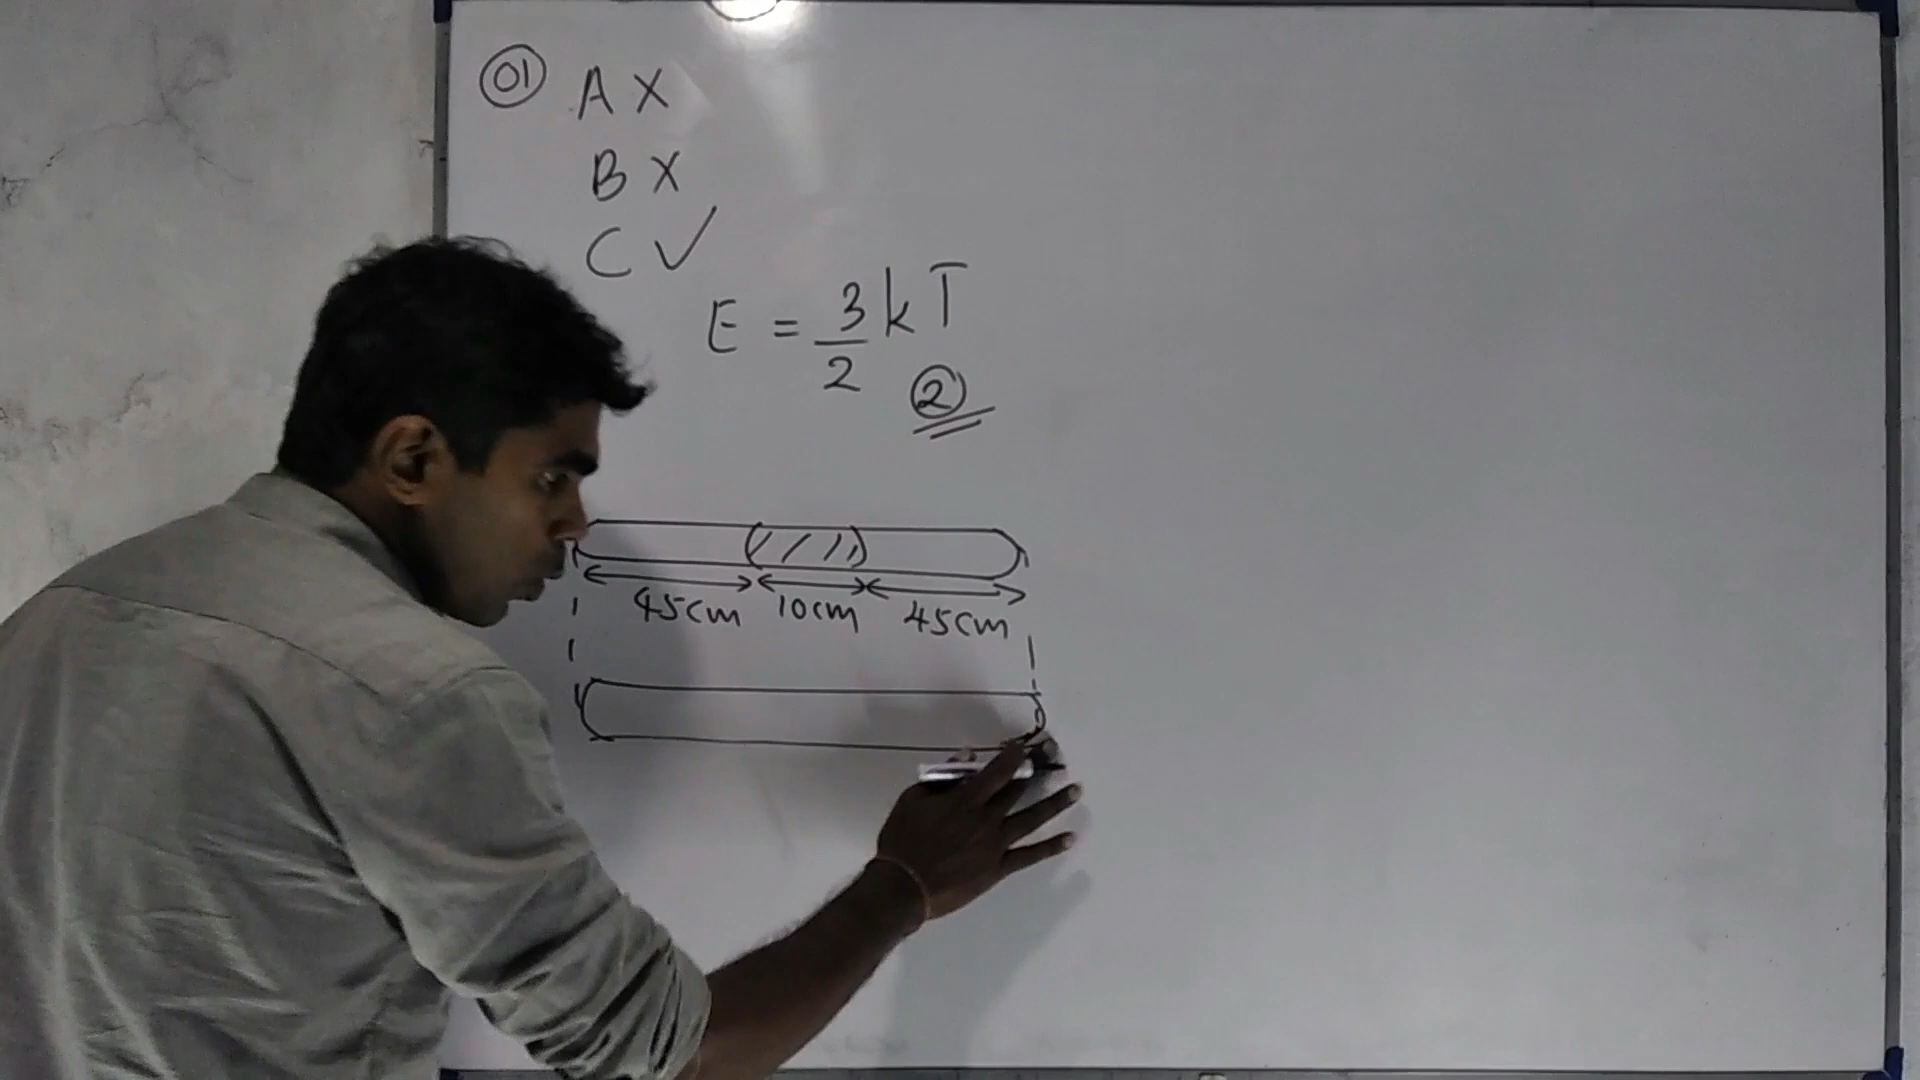 01 A X
B X
C ✓
E = 3/2 kT
2
45cm 10cm 45cm